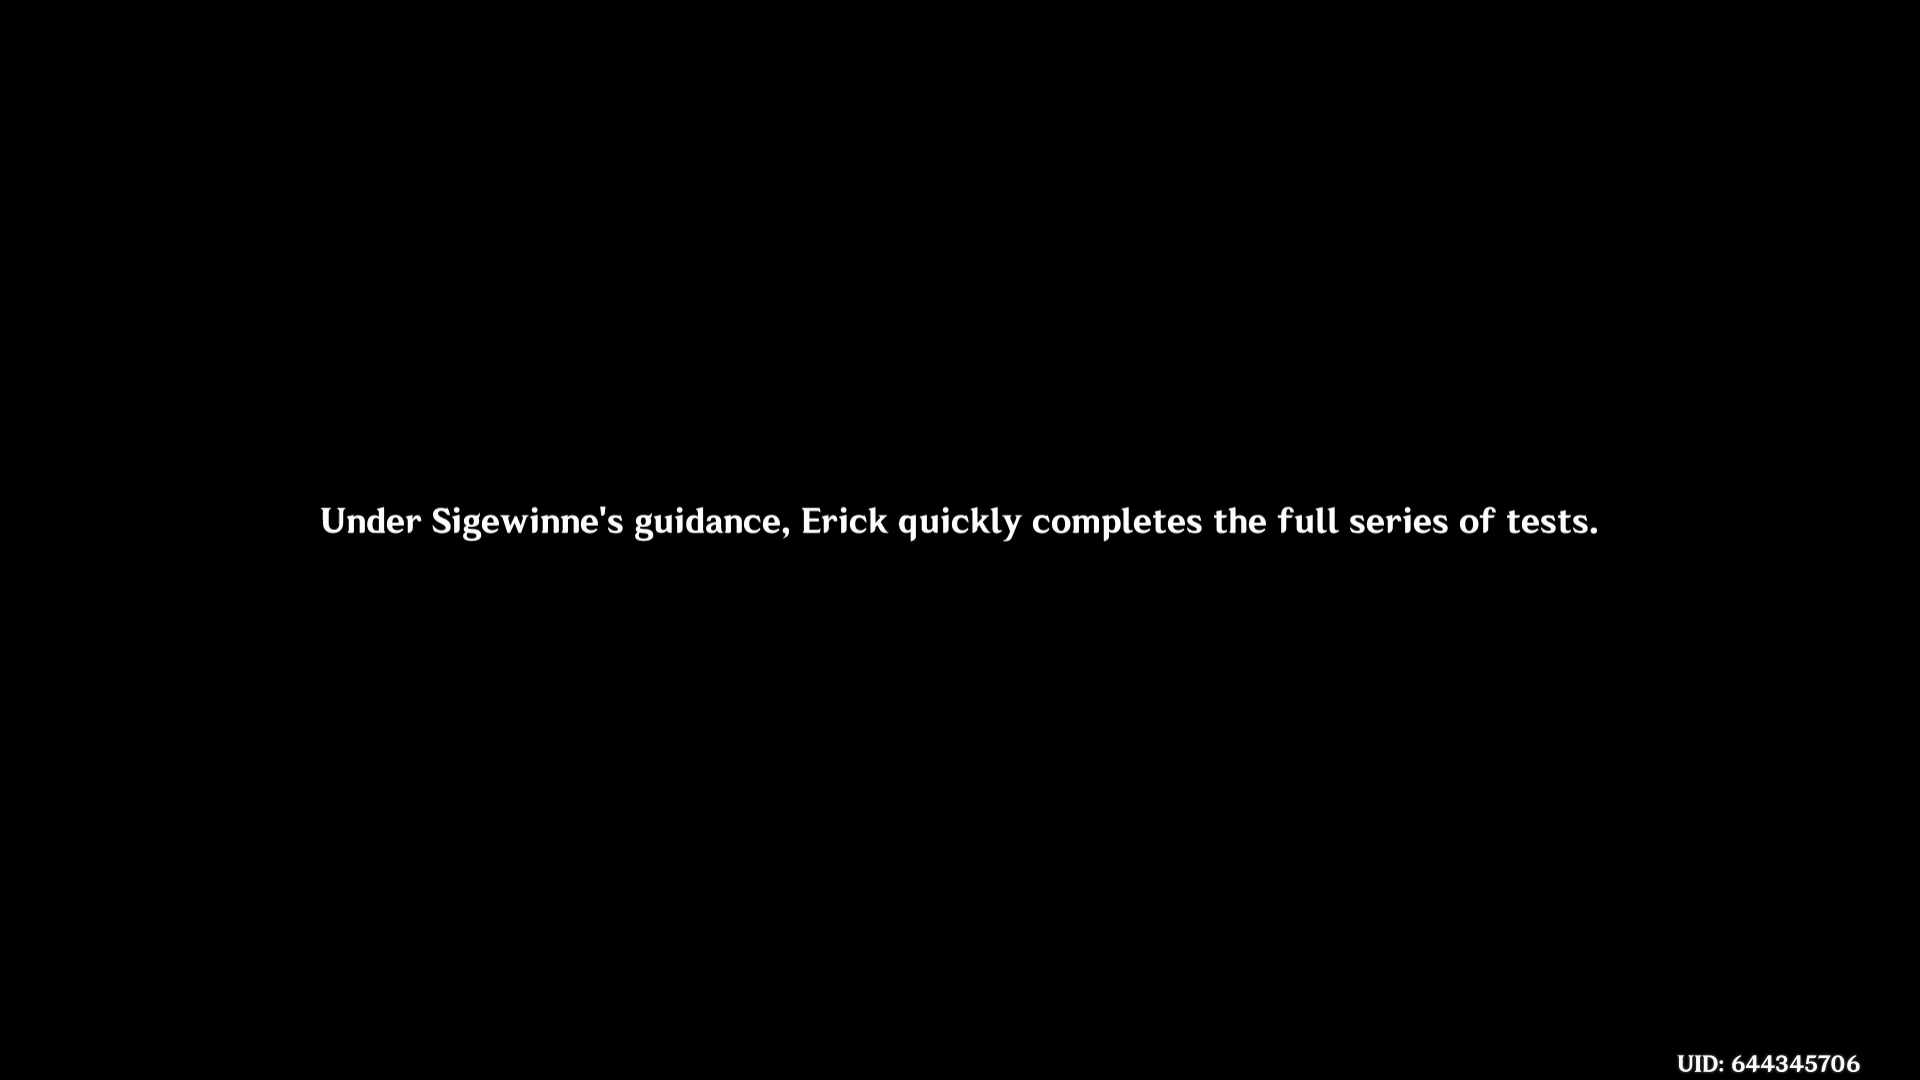 Under Sigewinne's guidance, Erick quickly completes the full series of tests.
UID: 644345706